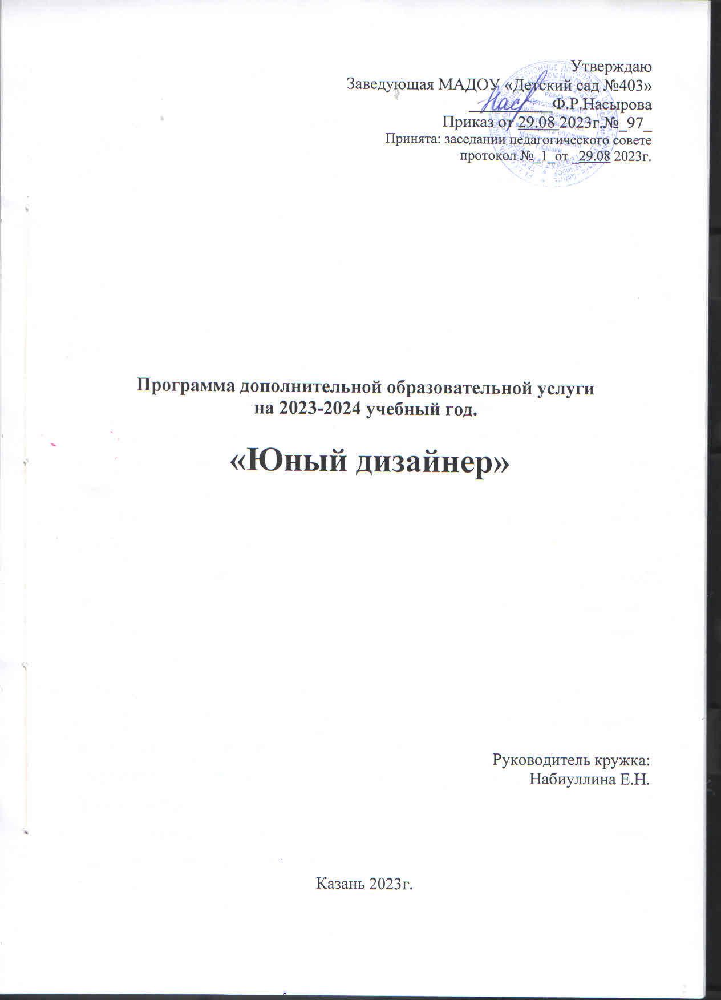 Утверждаю
Заведующая МАДОУ «Детский сад №403»
__________Ф.Р.Насырова
Приказ от 29.08 2023г.№_97_
Принята: заседании педагогического совете
протокол №_1_от _29.08 2023г.
Программа дополнительной образовательной услуги
на 2023-2024 учебный год.
«Юный дизайнер»
Руководитель кружка:
Набиуллина Е.Н.
Казань 2023г.